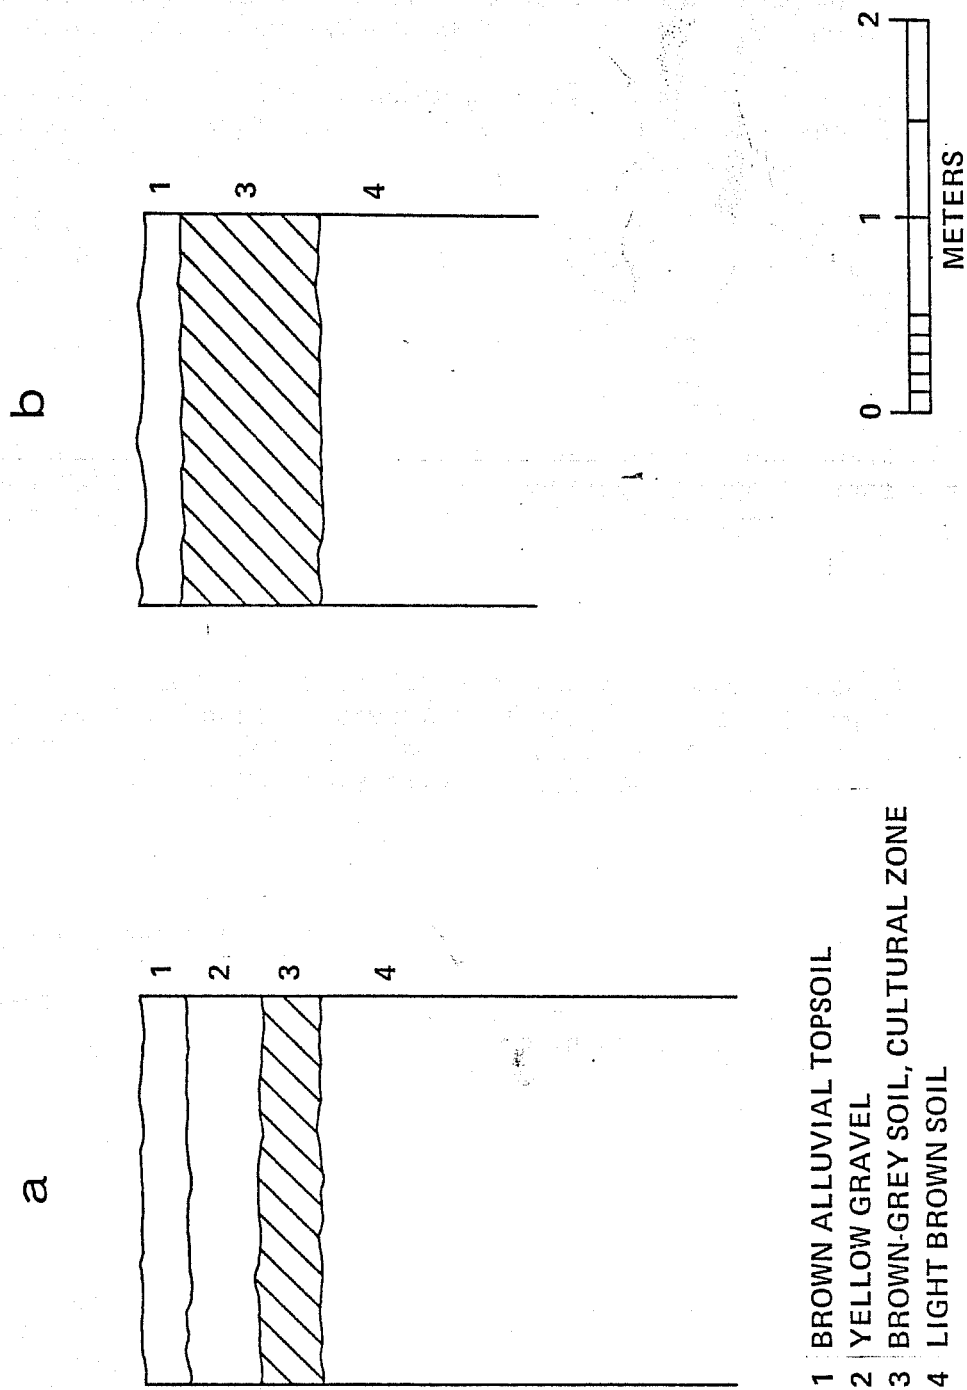 a
1
2
3
4
b
1
3
4
1 BROWN ALLUVIAL TOPSOIL
2 YELLOW GRAVEL
3 BROWN-GREY SOIL, CULTURAL ZONE
4 LIGHT BROWN SOIL
0 1 2
METERS